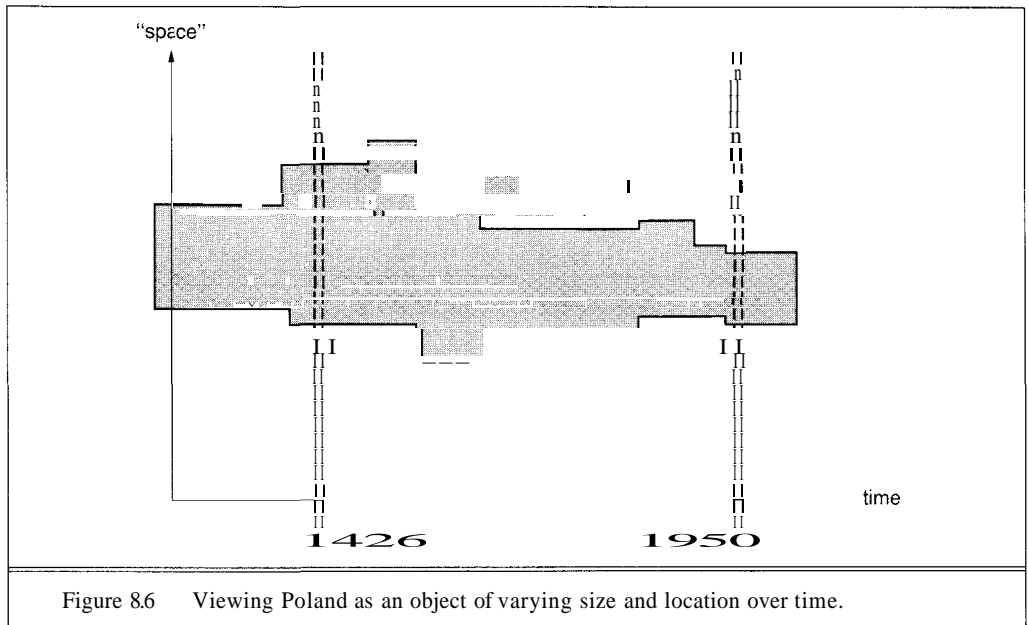 “space”
time
1426 1950
Figure 8.6 Viewing Poland as an object of varying size and location over time.